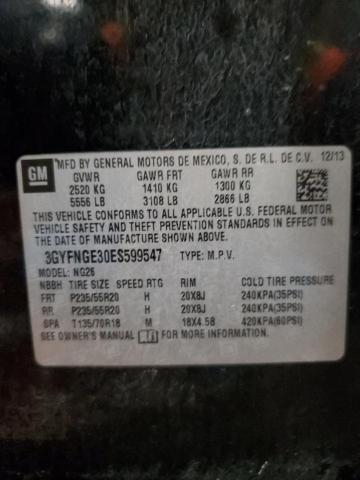 GM
*MFD BY GENERAL MOTORS DE MEXICO, S. DE R.L. DE C.V. 12/13
GVWR GAWR FRT GAWR RR
2520 KG 1410 KG 1300 KG
5556 LB 3108 LB 2866 LB
THIS VEHICLE CONFORMS TO ALL APPLICABLE U.S. FEDERAL MOTOR
VEHICLE SAFETY AND THEFT PREVENTION STANDARDS IN EFFECT ON
THE DATE OF MANUFACTURE SHOWN ABOVE.
3GYFNGE30ES599547 TYPE: M.P.V.
MODEL: NG26
NBBH TIRE SIZE SPEED RTG RIM COLD TIRE PRESSURE
FRT P235/55R20 H 20X8J 240KPA(35PSI)
RR P235/55R20 H 20X8J 240KPA(35PSI)
SPA T135/70R18 M 18X4.5B 420KPA(60PSI)
SEE OWNER'S MANUAL FOR MORE INFORMATION.